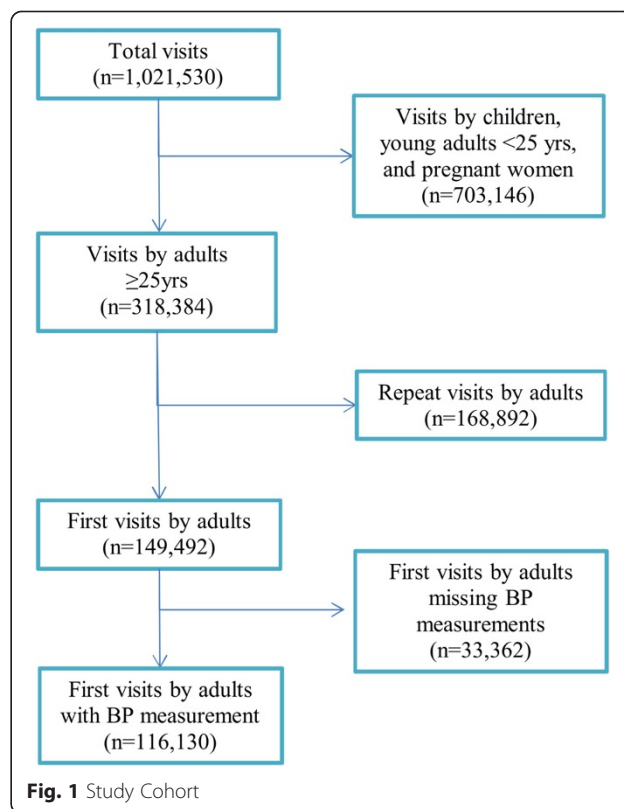 Total visits
(n=1,021,530)
Visits by children,
young adults <25 yrs,
and pregnant women
(n=703,146)
Visits by adults
≥25yrs
(n=318,384)
Repeat visits by adults
(n=168,892)
First visits by adults
(n=149,492)
First visits by adults
missing BP
measurements
(n=33,362)
First visits by adults
with BP measurement
(n=116,130)
Fig. 1 Study Cohort